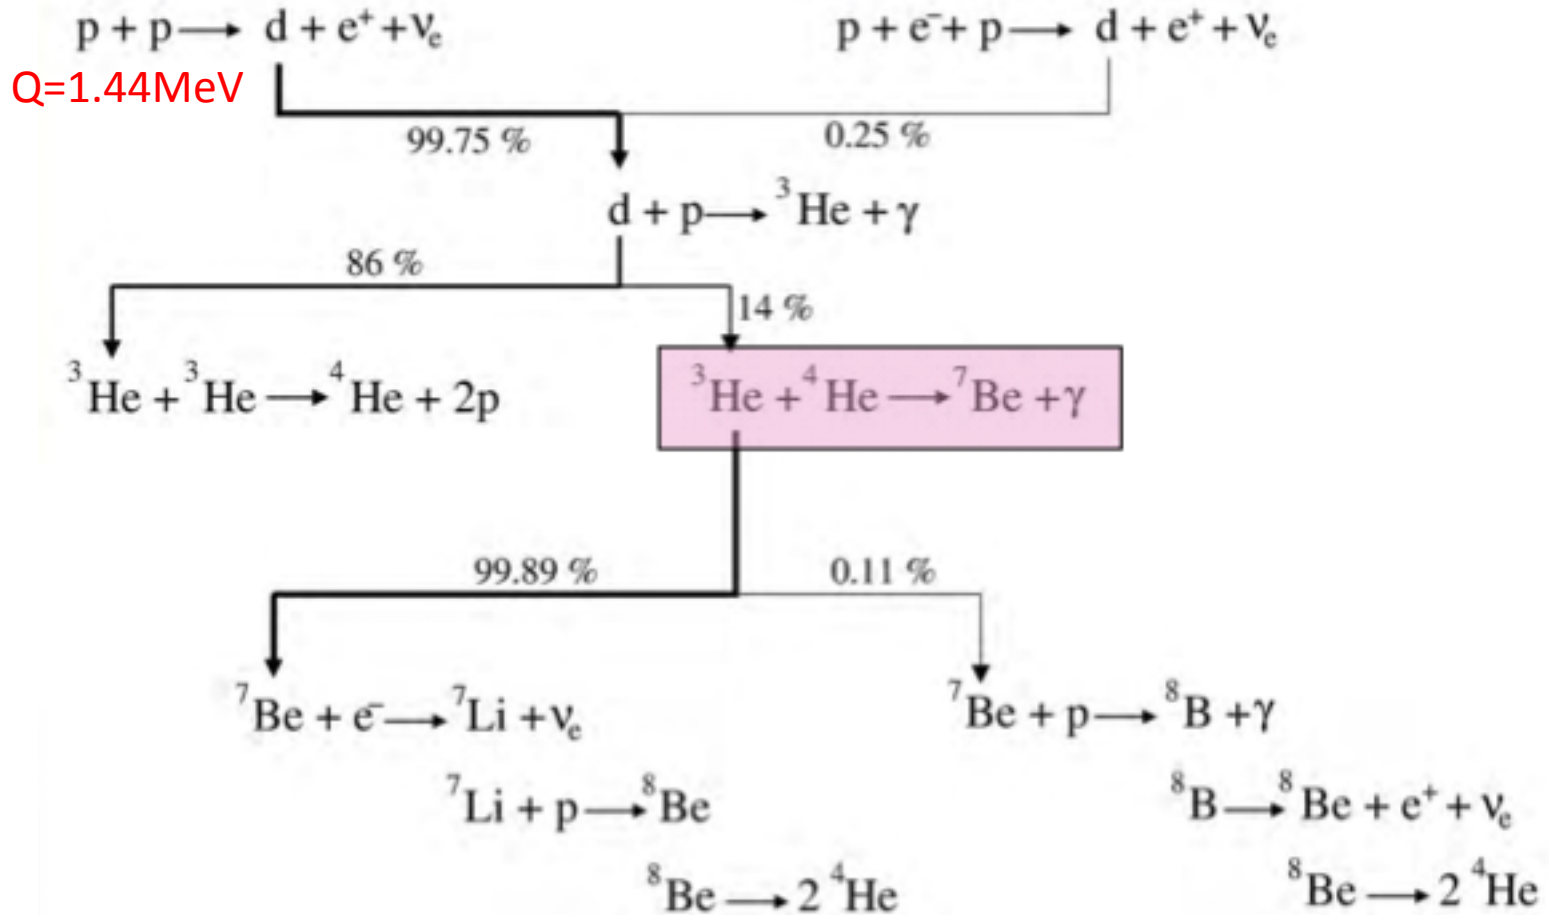 p + p ⟶ d + e⁺ + νₑ
p + e⁻ + p ⟶ d + e⁺ + νₑ
Q=1.44MeV
99.75 %
0.25 %
d + p ⟶ ³He + γ
86 %
14 %
³He + ³He ⟶ ⁴He + 2p
³He + ⁴He ⟶ ⁷Be + γ
99.89 %
0.11 %
⁷Be + e⁻ ⟶ ⁷Li + νₑ
⁷Be + p ⟶ ⁸B + γ
⁷Li + p ⟶ ⁸Be
⁸B ⟶ ⁸Be + e⁺ + νₑ
⁸Be ⟶ 2 ⁴He
⁸Be ⟶ 2 ⁴He